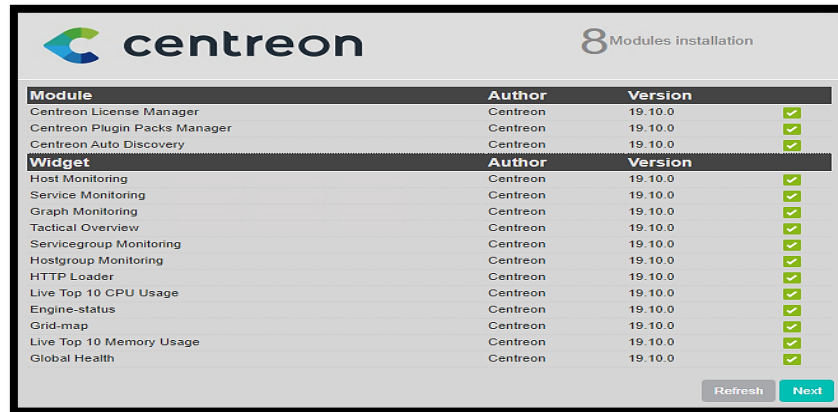 centreon
8 Modules installation
Module Author Version
Centreon License Manager Centreon 19.10.0
Centreon Plugin Packs Manager Centreon 19.10.0
Centreon Auto Discovery Centreon 19.10.0
Widget Author Version
Host Monitoring Centreon 19.10.0
Service Monitoring Centreon 19.10.0
Graph Monitoring Centreon 19.10.0
Tactical Overview Centreon 19.10.0
Servicegroup Monitoring Centreon 19.10.0
Hostgroup Monitoring Centreon 19.10.0
HTTP Loader Centreon 19.10.0
Live Top 10 CPU Usage Centreon 19.10.0
Engine-status Centreon 19.10.0
Grid-map Centreon 19.10.0
Live Top 10 Memory Usage Centreon 19.10.0
Global Health Centreon 19.10.0
Refresh Next